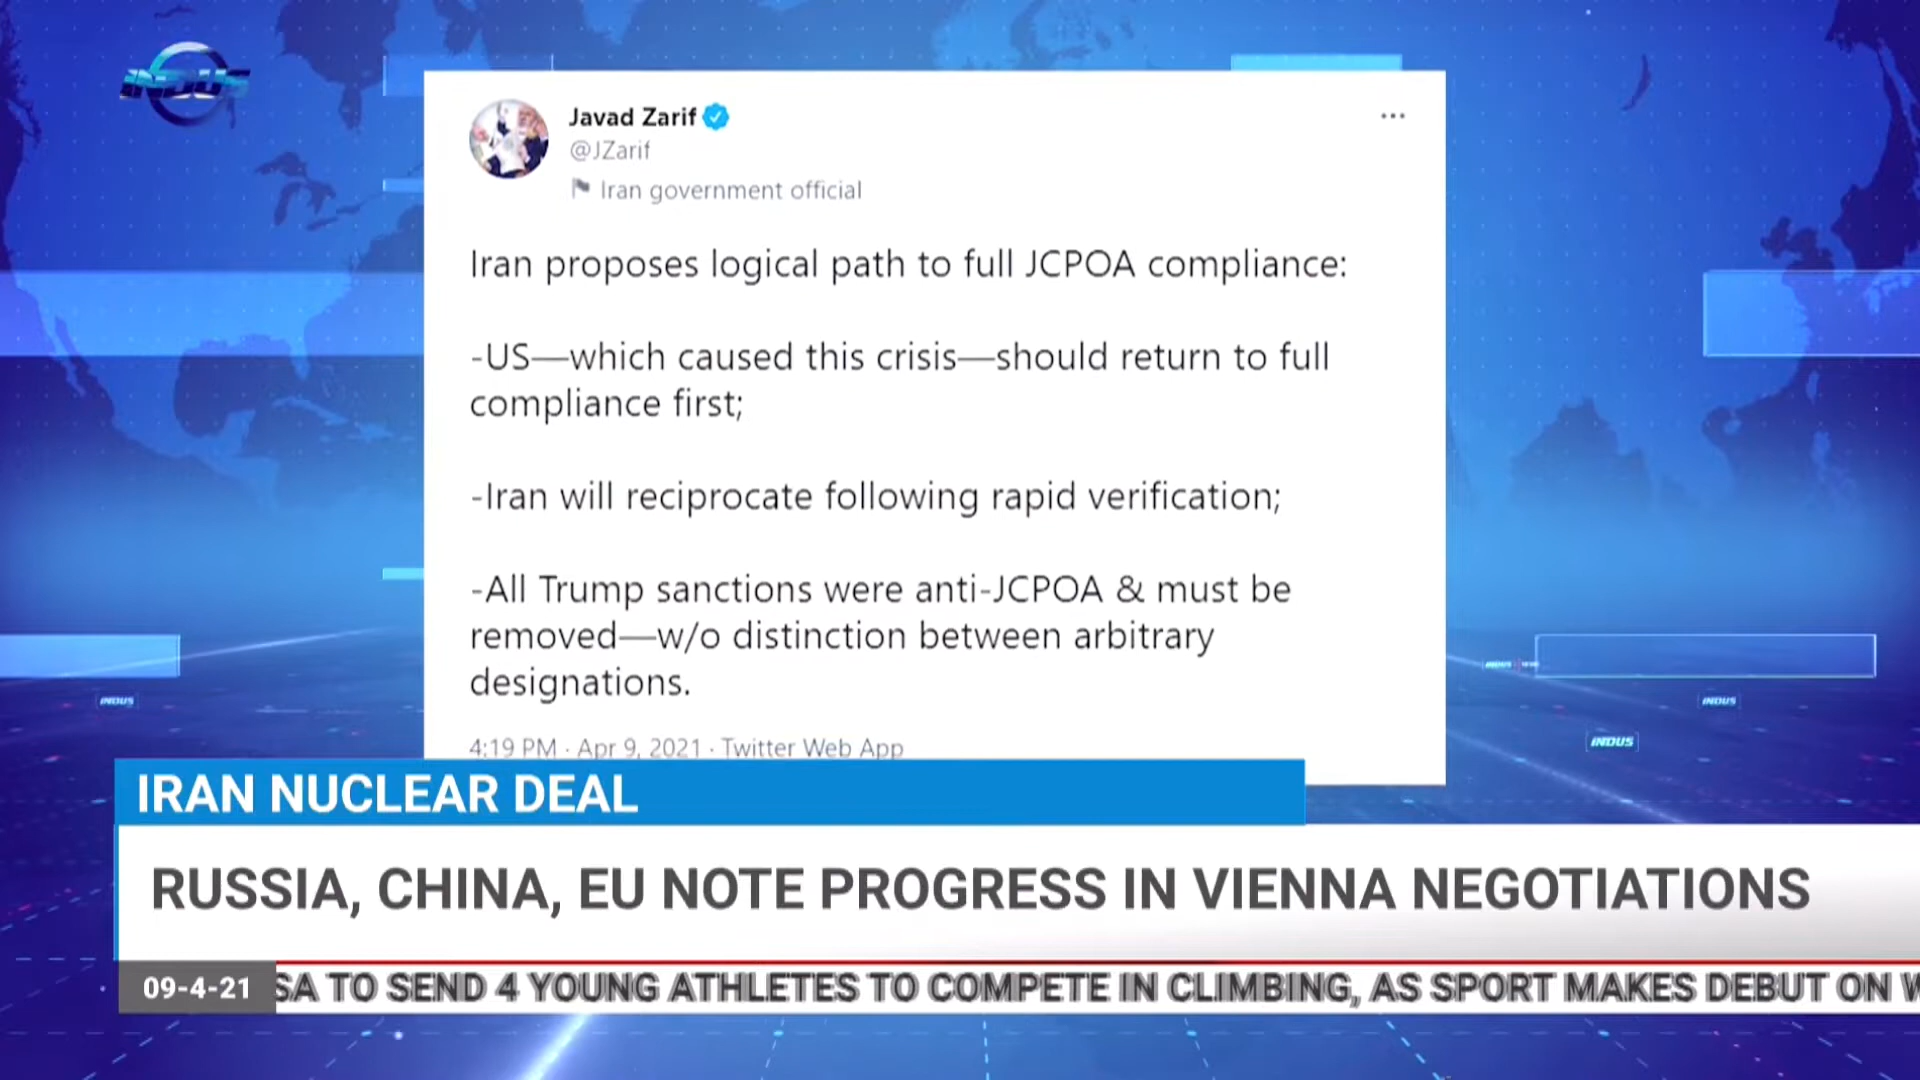 INDUS
Javad Zarif
@JZarif
Iran government official
Iran proposes logical path to full JCPOA compliance:
-US—which caused this crisis—should return to full
compliance first;
-Iran will reciprocate following rapid verification;
-All Trump sanctions were anti-JCPOA & must be
removed—w/o distinction between arbitrary
designations.
4:19 PM · Apr 9, 2021 · Twitter Web App
INDUS
INDUS
INDUS
IRAN NUCLEAR DEAL
RUSSIA, CHINA, EU NOTE PROGRESS IN VIENNA NEGOTIATIONS
09-4-21
SA TO SEND 4 YOUNG ATHLETES TO COMPETE IN CLIMBING, AS SPORT MAKES DEBUT ON